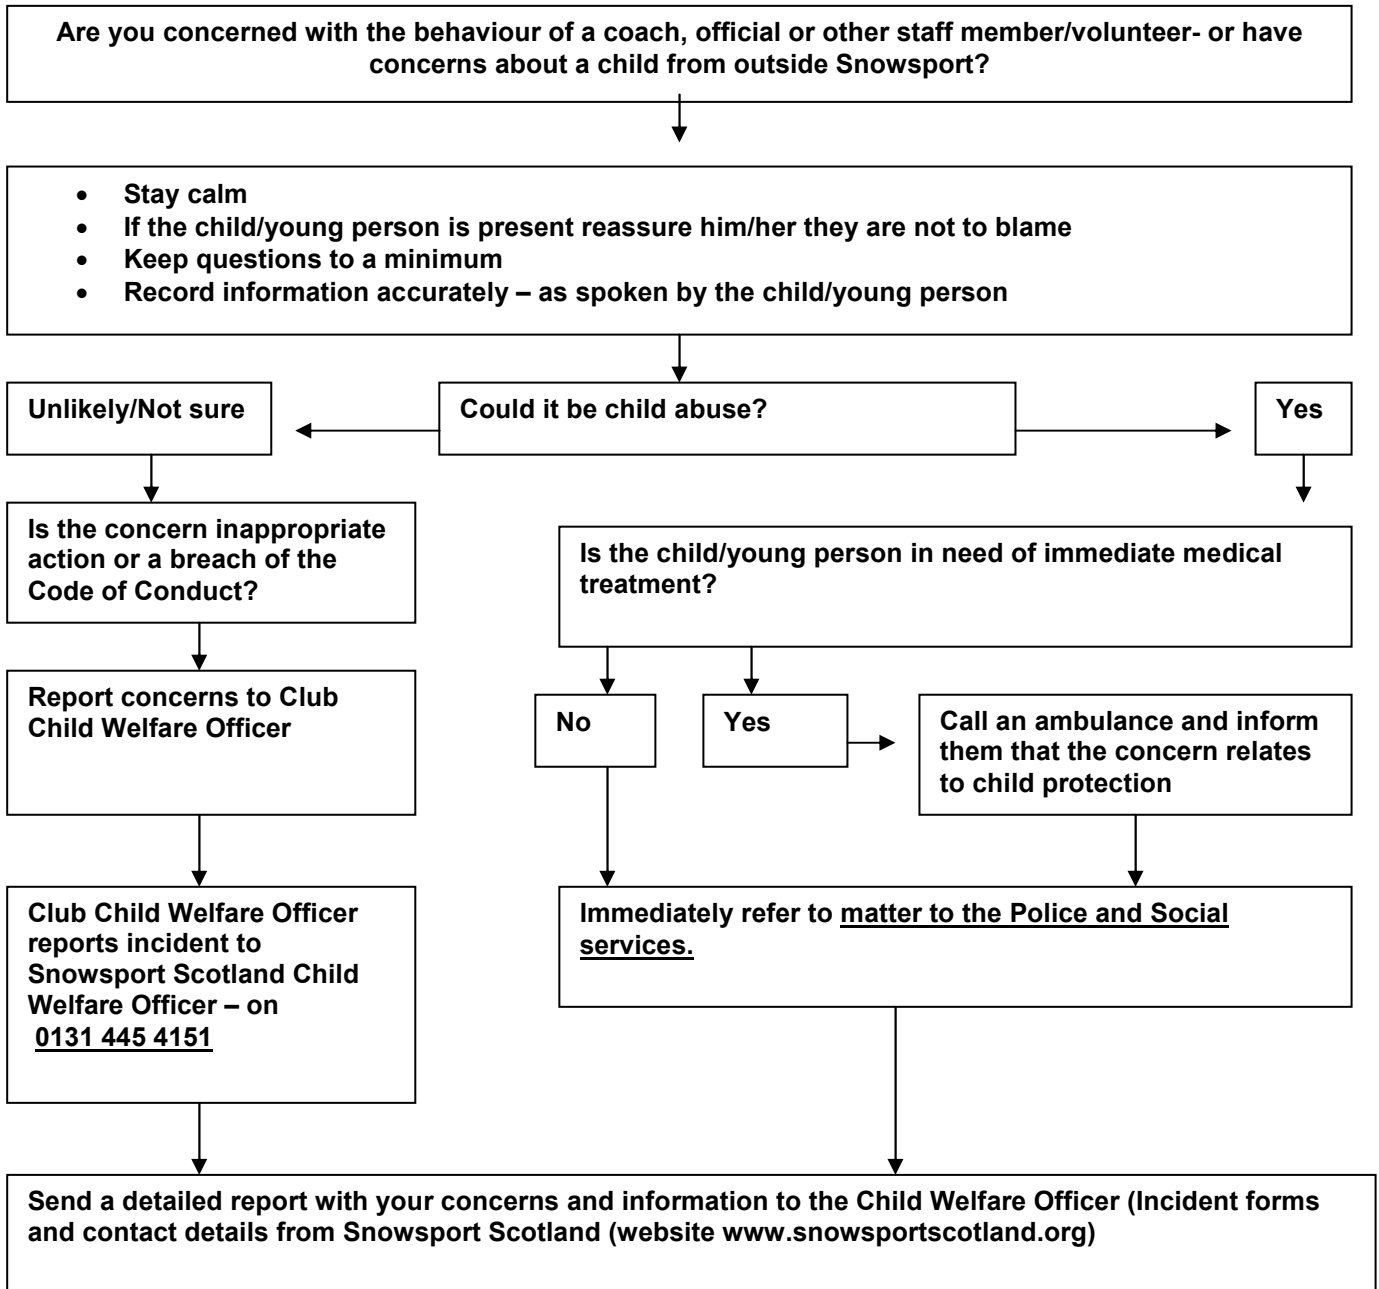 Are you concerned with the behaviour of a coach, official or other staff member/volunteer- or have
concerns about a child from outside Snowsport?
• Stay calm
• If the child/young person is present reassure him/her they are not to blame
• Keep questions to a minimum
• Record information accurately – as spoken by the child/young person
Unlikely/Not sure
Could it be child abuse?
Yes
Is the concern inappropriate
action or a breach of the
Code of Conduct?
Is the child/young person in need of immediate medical
treatment?
Report concerns to Club
Child Welfare Officer
No
Yes
Call an ambulance and inform
them that the concern relates
to child protection
Club Child Welfare Officer
reports incident to
Snowsport Scotland Child
Welfare Officer – on
0131 445 4151
Immediately refer to matter to the Police and Social
services.
Send a detailed report with your concerns and information to the Child Welfare Officer (Incident forms
and contact details from Snowsport Scotland (website www.snowsportscotland.org)